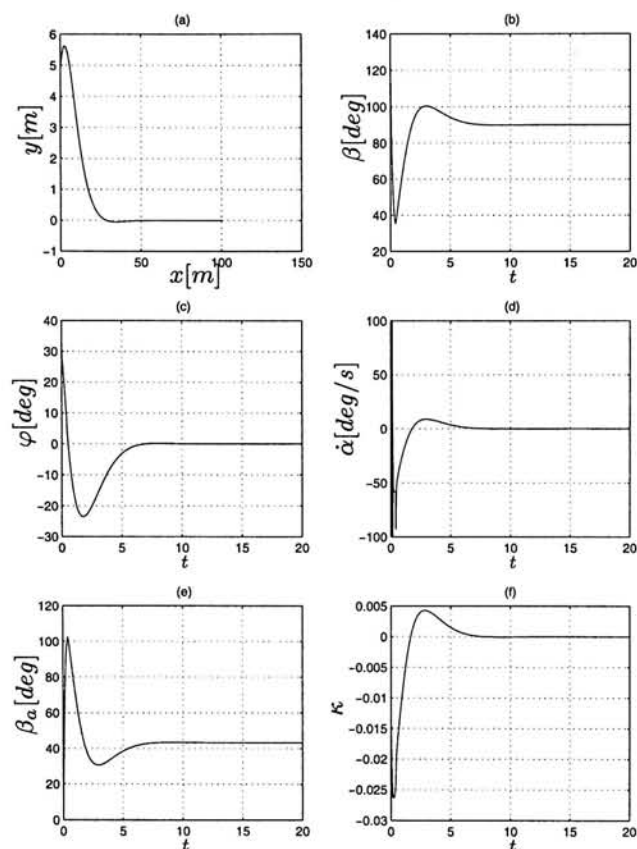 (a)
6
5
4
3
2
1
0
−1
y[m]
0 50 100 150
x[m]
(b)
140
120
100
80
60
40
20
β[deg]
0 5 10 15 20
t
(c)
40
30
20
10
0
−10
−20
−30
φ[deg]
0 5 10 15 20
t
(d)
100
50
0
−50
−100
α̇[deg/s]
0 5 10 15 20
t
(e)
120
100
80
60
40
20
0
βₐ[deg]
0 5 10 15 20
t
(f)
0.005
0
−0.005
−0.01
−0.015
−0.02
−0.025
−0.03
κ
0 5 10 15 20
t